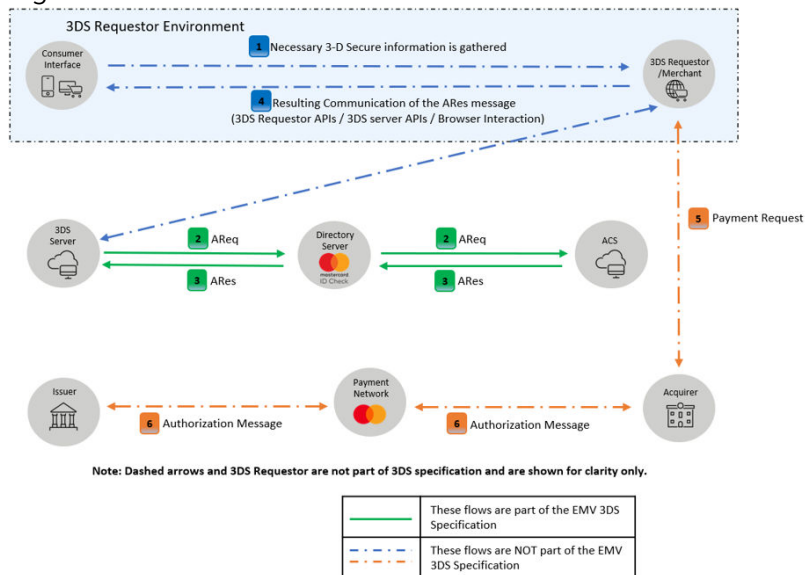 3DS Requestor Environment
Consumer
Interface
1 Necessary 3-D Secure information is gathered
3DS Requestor
/Merchant
4 Resulting Communication of the ARes message
(3DS Requestor APIs / 3DS server APIs / Browser Interaction)
5 Payment Request
3DS
Server
2 AReq
3 ARes
Directory
Server
mastercard
ID Check
2 AReq
3 ARes
ACS
Issuer
6 Authorization Message
Payment
Network
6 Authorization Message
Acquirer
Note: Dashed arrows and 3DS Requestor are not part of 3DS specification and are shown for clarity only.
These flows are part of the EMV 3DS
Specification
These flows are NOT part of the EMV
3DS Specification